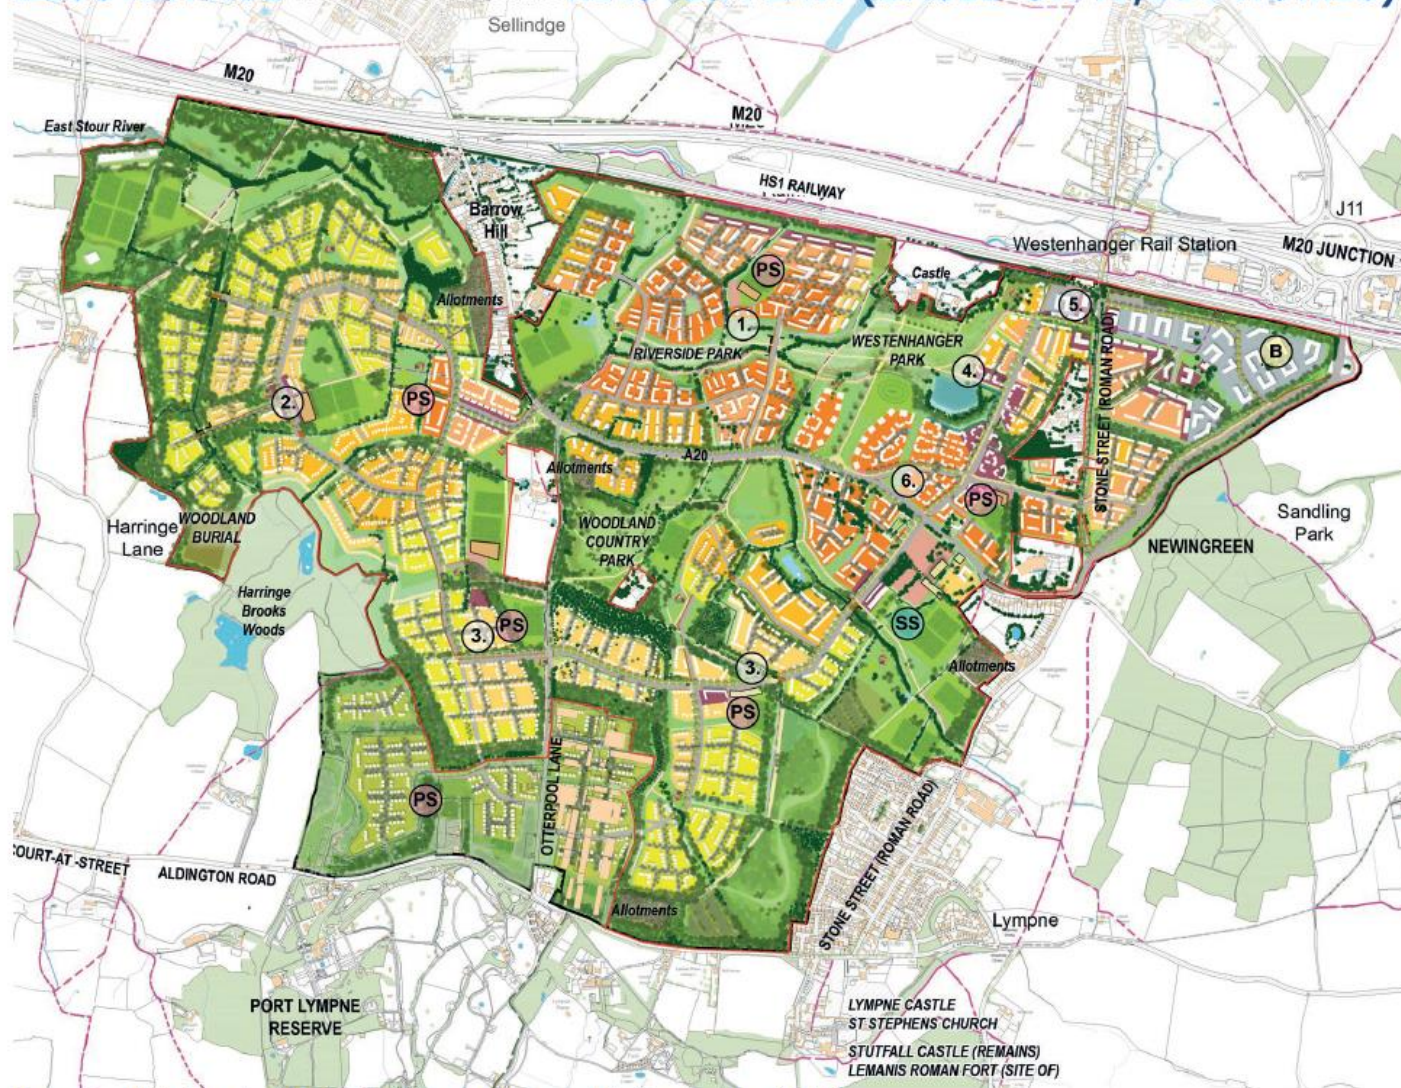 Sellindge
M20
M20
East Stour River
HS1 RAILWAY
J11
Barrow
Hill
PS
Castle
Westenhanger Rail Station
M20 JUNCTION
Allotments
5.
1.
RIVERSIDE PARK
WESTENHANGER
PARK
4.
B
STONE STREET (ROMAN ROAD)
2.
PS
A20
Allotments
6.
PS
Harringe
Lane
WOODLAND
BURIAL
WOODLAND
COUNTRY
PARK
NEWINGREEN
Sandling
Park
Harringe
Brooks
Woods
3.
PS
SS
3.
Allotments
PS
PS
OTTERPOOL LANE
COURT-AT -STREET
ALDINGTON ROAD
STONE STREET (ROMAN ROAD)
Allotments
Lympne
PORT LYMPNE
RESERVE
LYMPNE CASTLE
ST STEPHENS CHURCH
STUTFALL CASTLE (REMAINS)
LEMANIS ROMAN FORT (SITE OF)